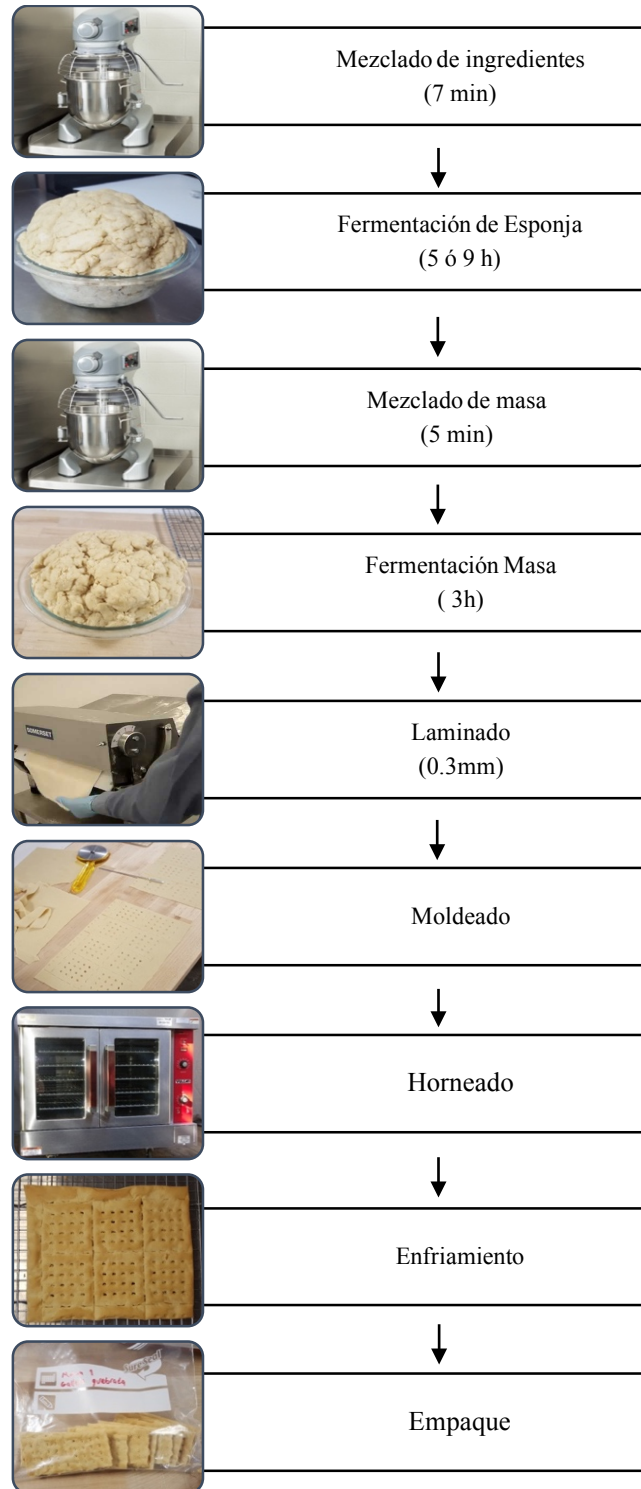 Mezclado de ingredientes
(7 min)
Fermentación de Esponja
(5 ó 9 h)
Mezclado de masa
(5 min)
Fermentación Masa
( 3h)
SOMERSET
Laminado
(0.3mm)
Moldeado
Horneado
Enfriamiento
Empaque